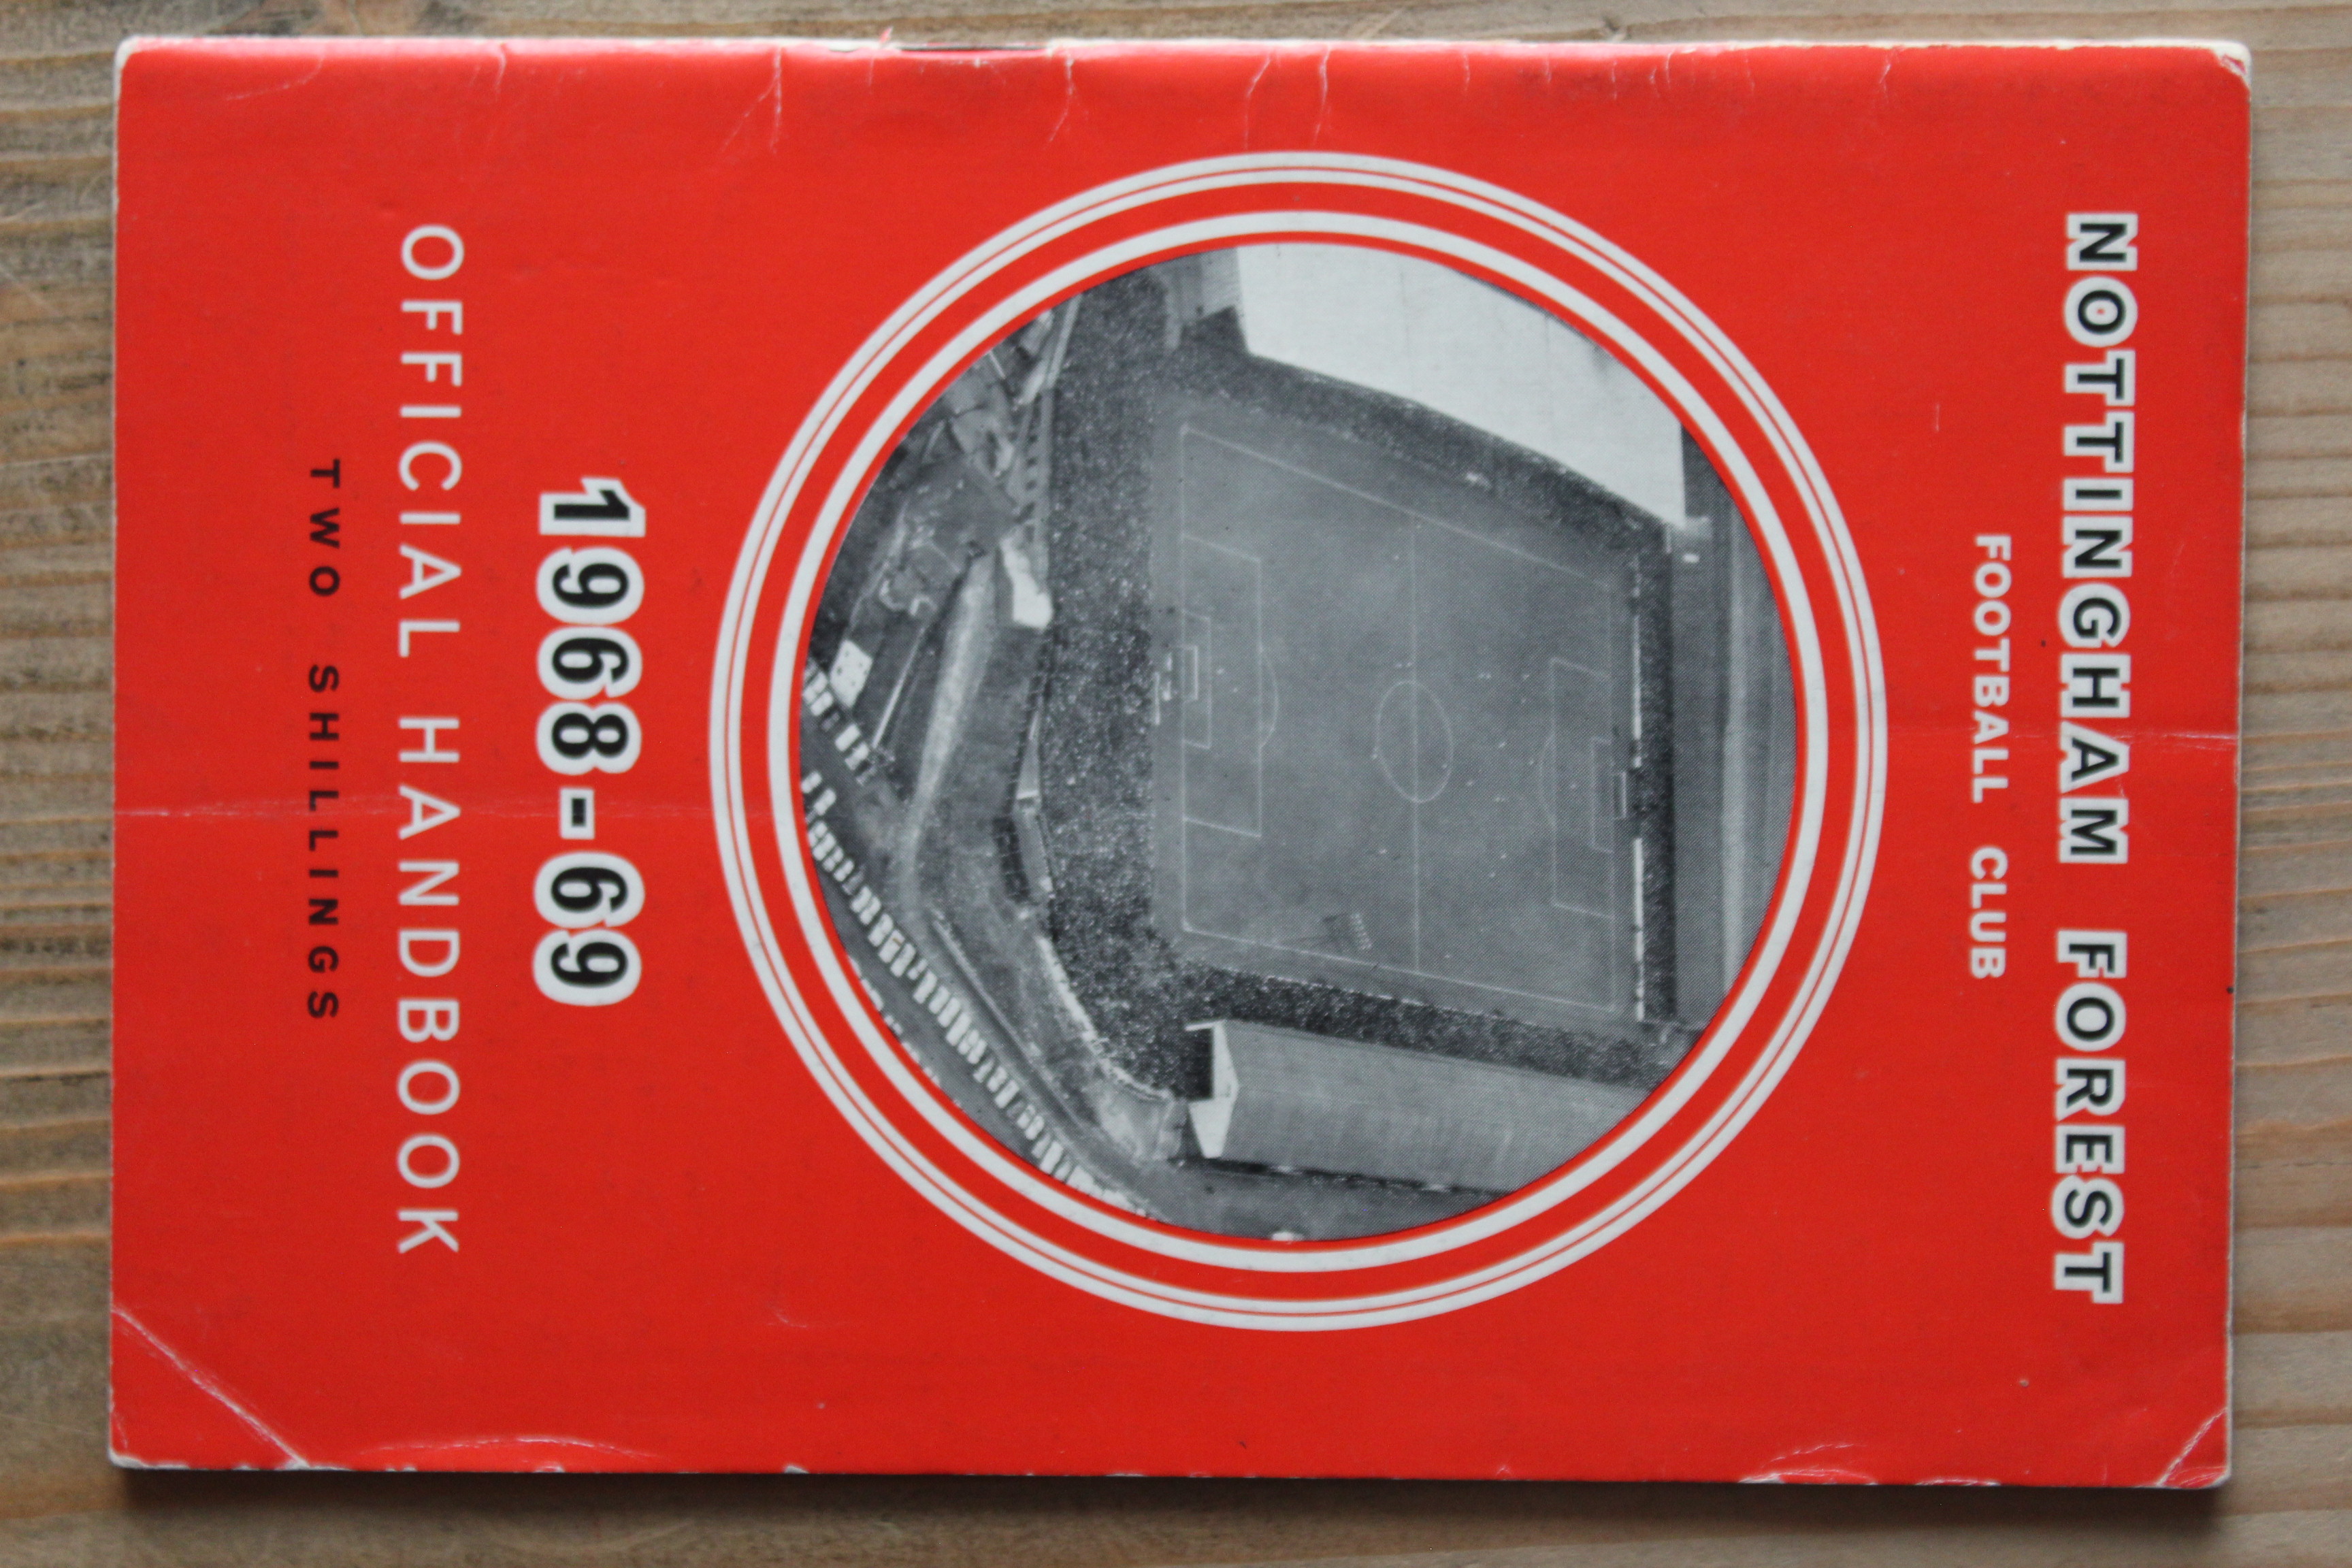 NOTTINGHAM FOREST
FOOTBALL CLUB
1968-69
OFFICIAL HANDBOOK
TWO SHILLINGS